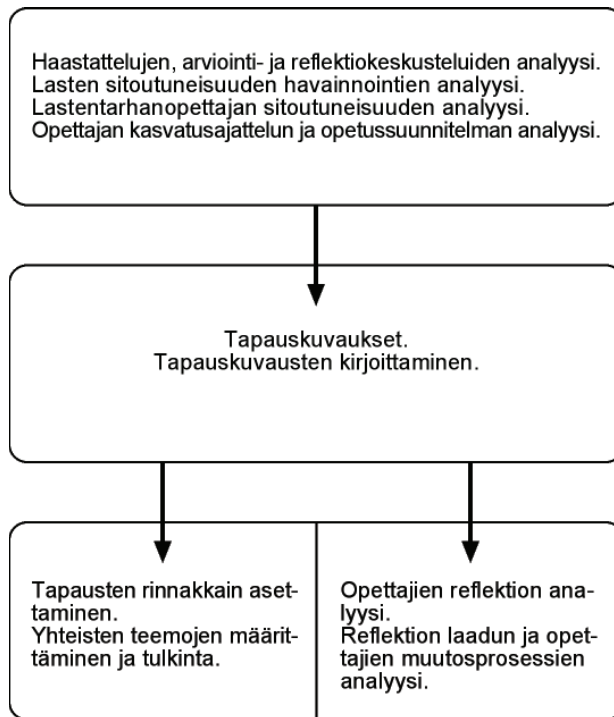 Haastattelujen, arviointi- ja reflektiokeskusteluiden analyysi.
Lasten sitoutuneisuuden havainnointien analyysi.
Lastentarhanopettajan sitoutuneisuuden analyysi.
Opettajan kasvatusajattelun ja opetussuunnitelman analyysi.
Tapauskuvaukset.
Tapauskuvausten kirjoittaminen.
Tapausten rinnakkain aset-
taminen.
Yhteisten teemojen määrit-
täminen ja tulkinta.
Opettajien reflektion ana-
lyysi.
Reflektion laadun ja opet-
tajien muutosprosessien
analyysi.